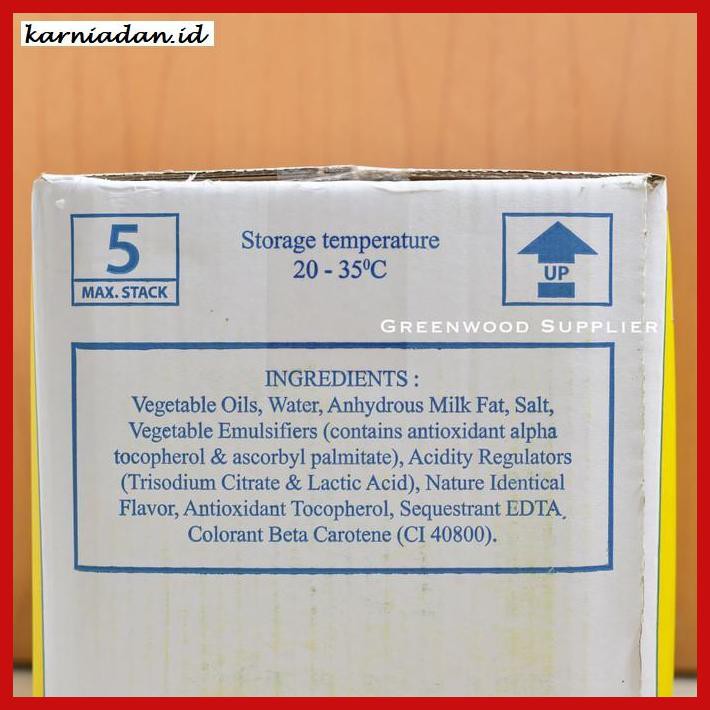 karniadan.id
5
MAX. STACK
Storage temperature
20 - 35⁰C
UP
GREENWOOD SUPPLIER
INGREDIENTS :
Vegetable Oils, Water, Anhydrous Milk Fat, Salt,
Vegetable Emulsifiers (contains antioxidant alpha
tocopherol & ascorbyl palmitate), Acidity Regulators
(Trisodium Citrate & Lactic Acid), Nature Identical
Flavor, Antioxidant Tocopherol, Sequestrant EDTA,
Colorant Beta Carotene (CI 40800).